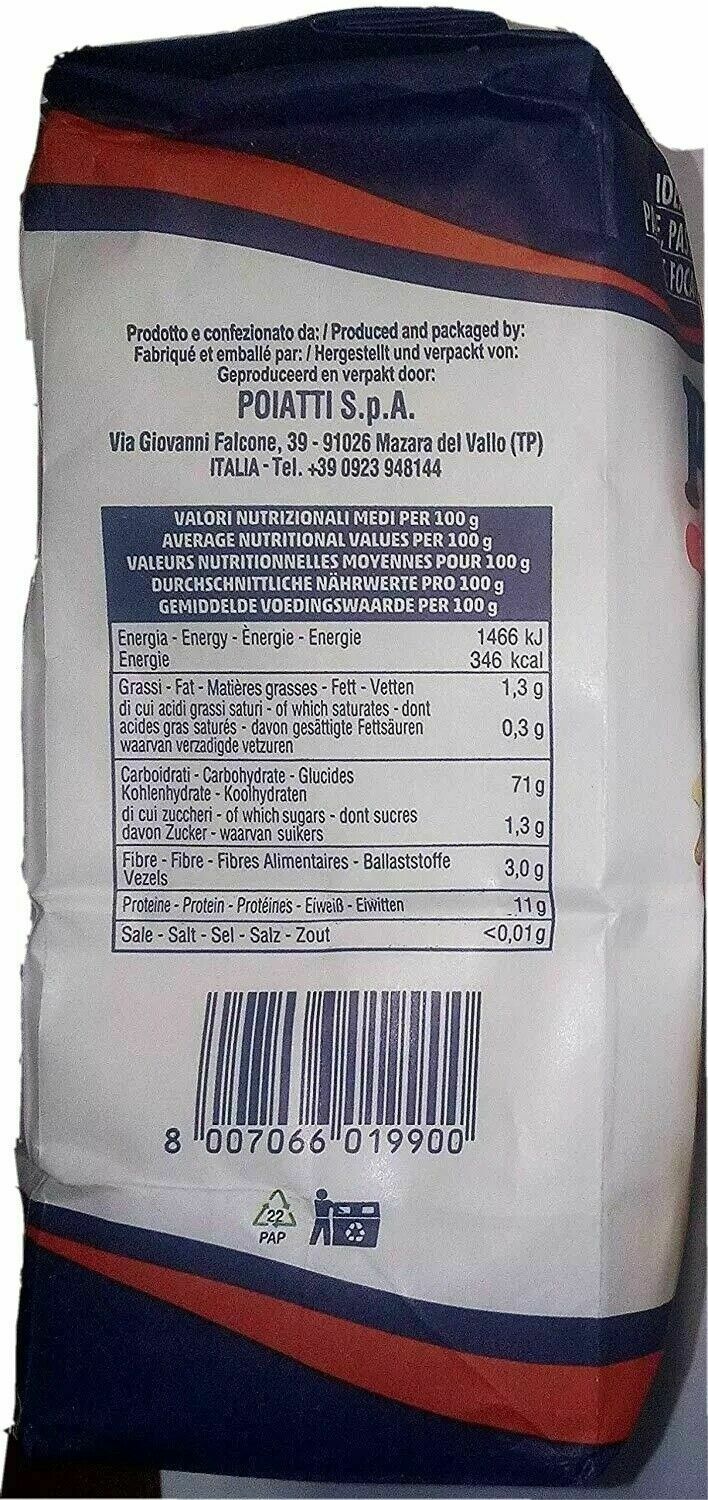 Prodotto e confezionato da: / Produced and packaged by:
Fabriqué et emballé par: / Hergestellt und verpackt von:
Geproduceerd en verpakt door:
POIATTI S.p.A.
Via Giovanni Falcone, 39 - 91026 Mazara del Vallo (TP)
ITALIA - Tel. +39 0923 948144
VALORI NUTRIZIONALI MEDI PER 100 g
AVERAGE NUTRITIONAL VALUES PER 100 g
VALEURS NUTRITIONNELLES MOYENNES POUR 100 g
DURCHSCHNITTLICHE NÄHRWERTE PRO 100 g
GEMIDDELDE VOEDINGSWAARDE PER 100 g
Energia - Energy - Ènergie - Energie 1466 kJ
Energie 346 kcal
Grassi - Fat - Matières grasses - Fett - Vetten 1,3 g
di cui acidi grassi saturi - of which saturates - dont
acides gras saturés - davon gesättigte Fettsäuren 0,3 g
waarvan verzadigde vetzuren
Carboidrati - Carbohydrate - Glucides 71 g
Kohlenhydrate - Koolhydraten
di cui zuccheri - of which sugars - dont sucres
davon Zucker - waarvan suikers 1,3 g
Fibre - Fibre - Fibres Alimentaires - Ballaststoffe 3,0 g
Vezels
Proteine - Protein - Protéines - Eiweiß - Eiwitten 11 g
Sale - Salt - Sel - Salz - Zout <0,01 g
8 007066 019900
22
PAP